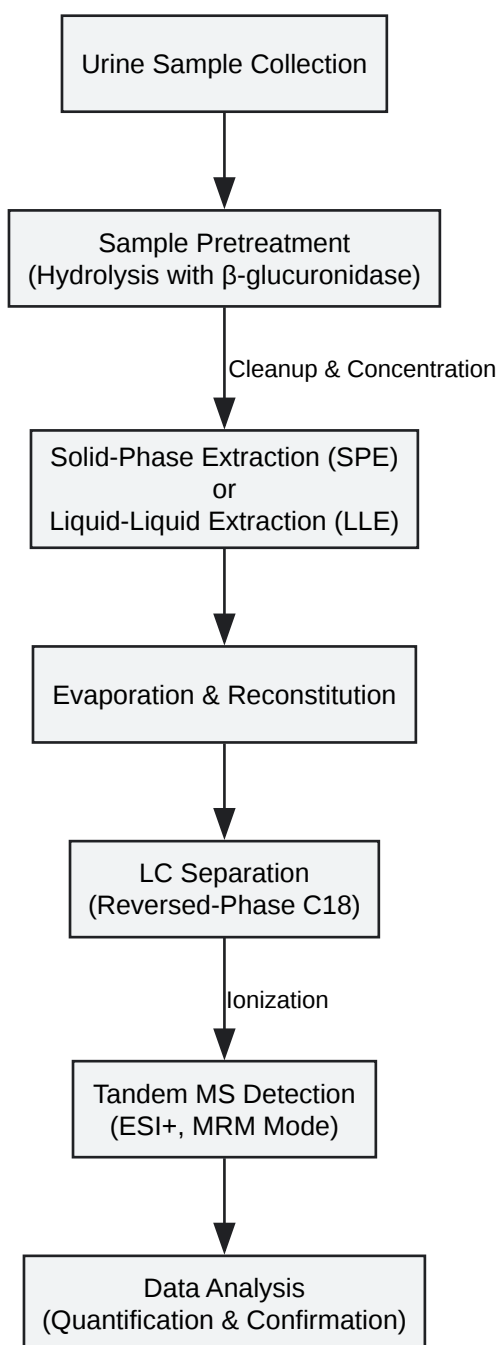 Urine Sample Collection
Sample Pretreatment
(Hydrolysis with β-glucuronidase)
Cleanup & Concentration
Solid-Phase Extraction (SPE)
or
Liquid-Liquid Extraction (LLE)
Evaporation & Reconstitution
LC Separation
(Reversed-Phase C18)
Ionization
Tandem MS Detection
(ESI+, MRM Mode)
Data Analysis
(Quantification & Confirmation)